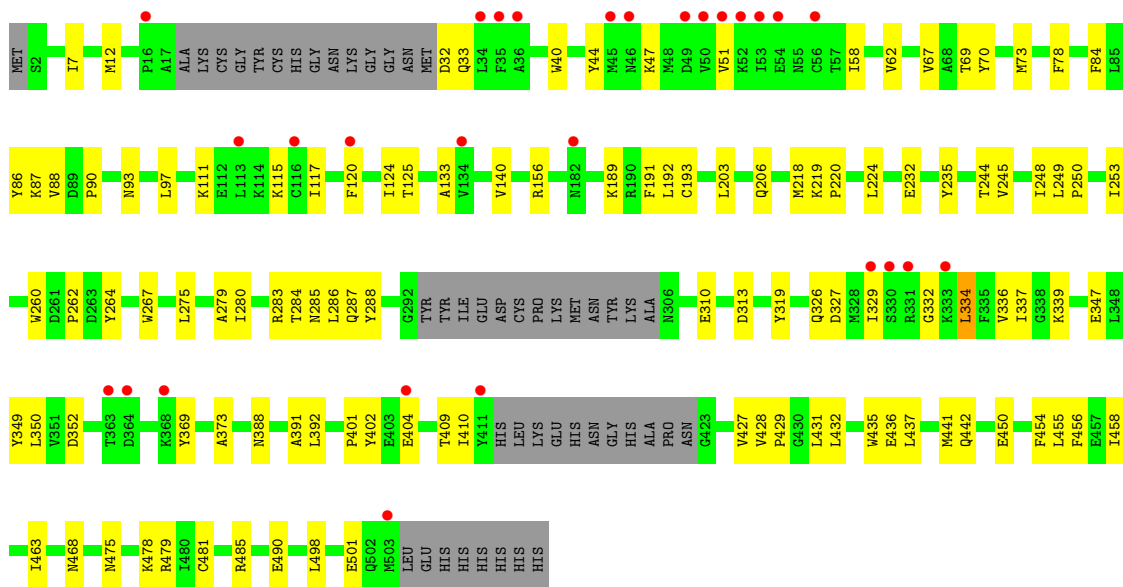 MET S2 I7 M12 P16 A17 ALA LYS CYS GLY TYR CYS HIS GLY ASN LYS GLY GLY ASN MET D32 Q33 L34 F35 A36 W40 Y44 M45 N46 K47 M48 D49 V50 V51 K52 I53 E54 N55 C56 T57 I58 V62 V67 A68 T69 Y70 M73 F78 F84 L85
Y86 K87 V88 D89 P90 N93 L97 K111 E112 L113 K114 K115 C116 I117 F120 I124 T125 A133 V134 V140 R156 N182 K189 R190 F191 L192 C193 L203 Q206 M218 K219 P220 L224 E232 Y235 T244 V245 I248 L249 P250 I253
W260 D261 P262 D263 Y264 W267 L275 A279 I280 R283 T284 N285 L286 Q287 Y288 G292 TYR TYR ILE GLU ASP CYS PRO LYS MET ASN TYR LYS ALA N306 E310 D313 Y319 Q326 D327 M328 I329 S330 R331 G332 K333 L334 F335 V336 I337 G338 K339 E347 L348
Y349 L350 V351 D352 T363 D364 K368 Y369 A373 N388 A391 L392 P401 Y402 E403 E404 T409 I410 Y411 HIS LEU LYS GLU HIS ASN GLY HIS ALA PRO ASN G423 V427 V428 P429 G430 L431 L432 W435 E436 L437 M441 Q442 E450 F454 L455 F456 E457 I458
I463 N468 N475 K478 R479 I480 C481 R485 E490 L498 E501 Q502 M503 LEU GLU HIS HIS HIS HIS HIS HIS